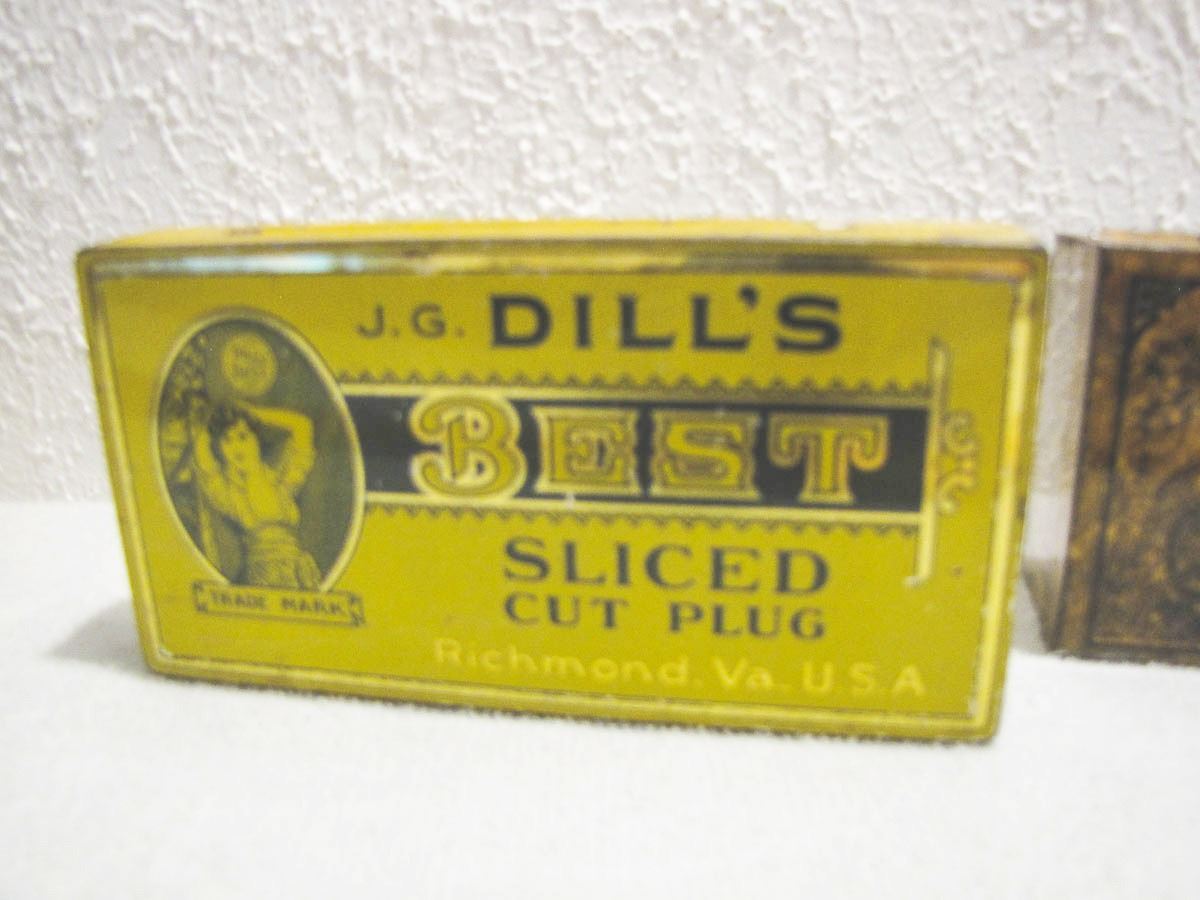 J.G. DILL'S
BEST
SLICED
CUT PLUG
Richmond. Va. U.S.A
TRADE MARK